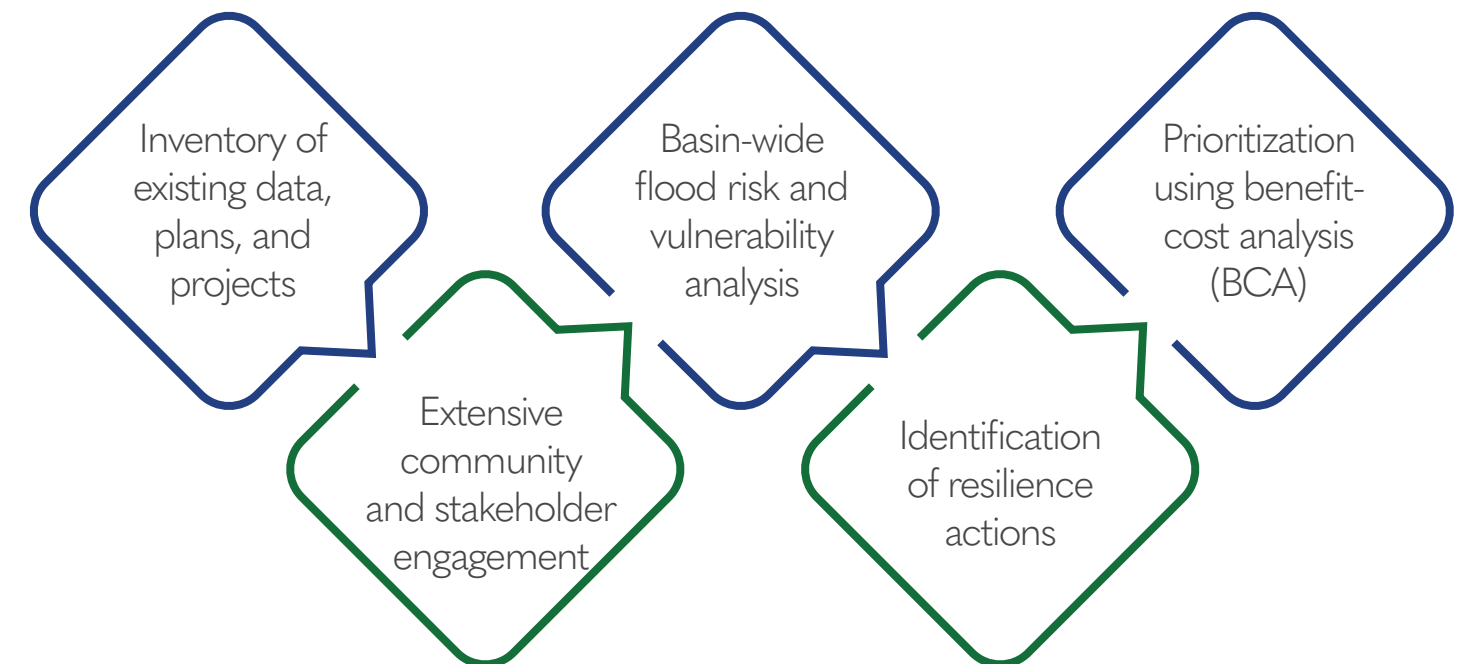 Inventory of
existing data,
plans, and
projects
Extensive
community
and stakeholder
engagement
Basin-wide
flood risk and
vulnerability
analysis
Identification
of resilience
actions
Prioritization
using benefit-
cost analysis
(BCA)